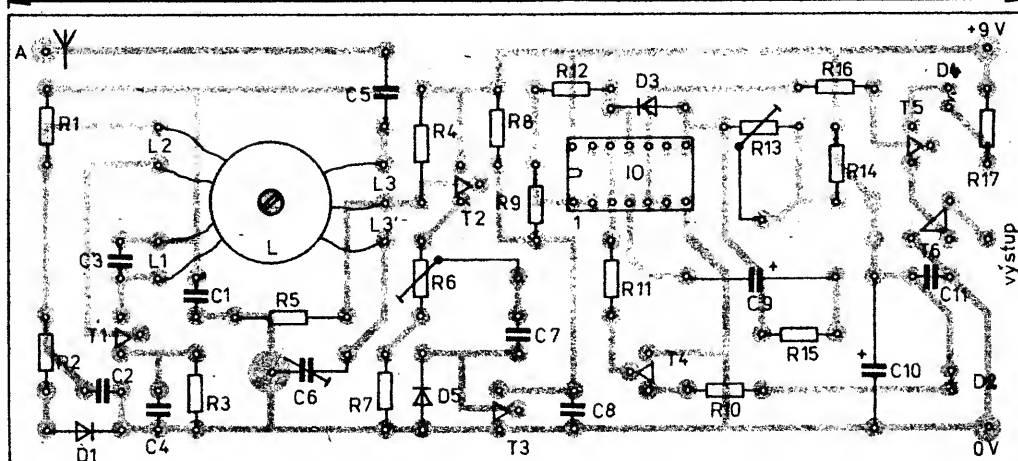 +9 V
A
R12
D3
R16
D4
C5
R1
R4
R8
T5
L2
R13
L3
IO
R14
R17
T2
R9
L3'
1
L
T6
výstup
C3
L1
R6
C1
R5
R11
C9
+
C11
C7
T1
R15
R2
T4
+
C10
C2
R3
C6
R7
D5
R10
D2
C8
C4
T3
D1
0 V